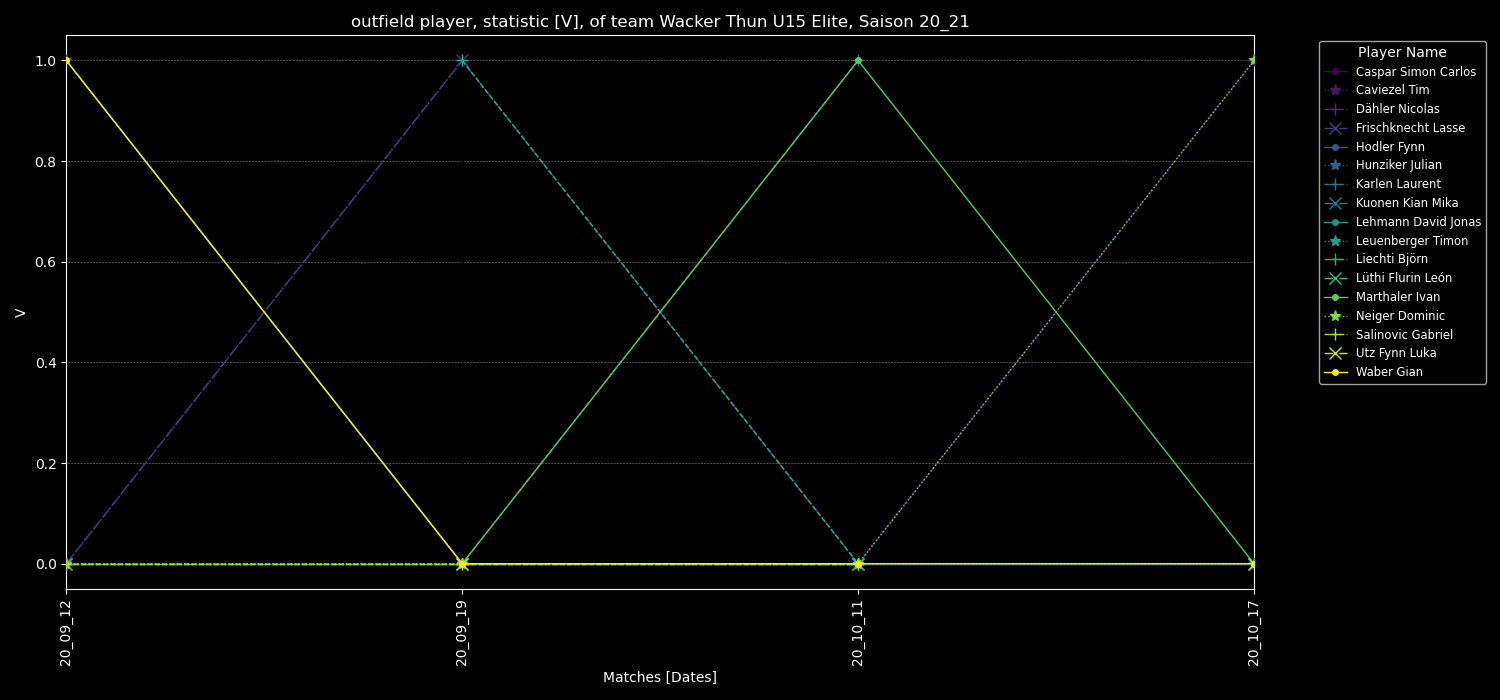 outfield player, statistic [V], of team Wacker Thun U15 Elite, Saison 20_21
1.0
0.8
0.6
0.4
0.2
0.0
V
20_09_12
20_09_19
20_10_11
20_10_17
Matches [Dates]
Player Name
Caspar Simon Carlos
Caviezel Tim
Dähler Nicolas
Frischknecht Lasse
Hodler Fynn
Hunziker Julian
Karlen Laurent
Kuonen Kian Mika
Lehmann David Jonas
Leuenberger Timon
Liechti Björn
Lüthi Flurin León
Marthaler Ivan
Neiger Dominic
Salinovic Gabriel
Utz Fynn Luka
Waber Gian